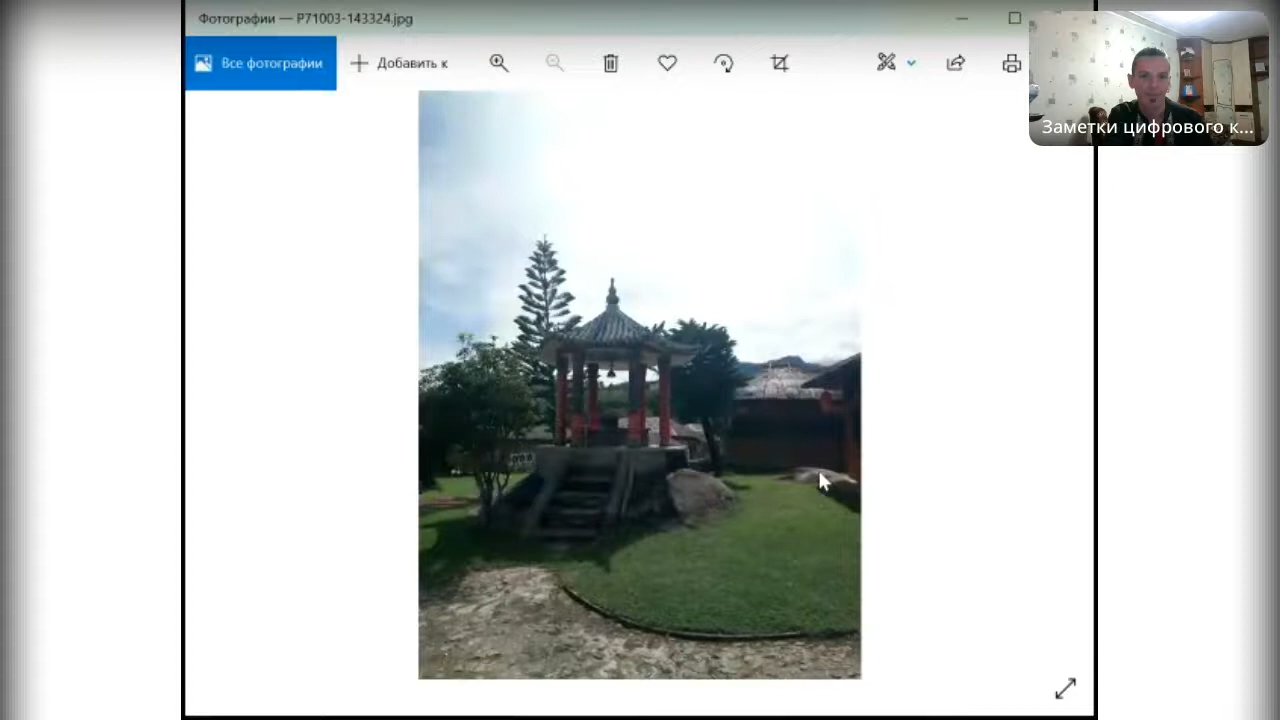 Фотографии — P71003-143324.jpg
Все фотографии
Добавить к
Заметки цифрового к...